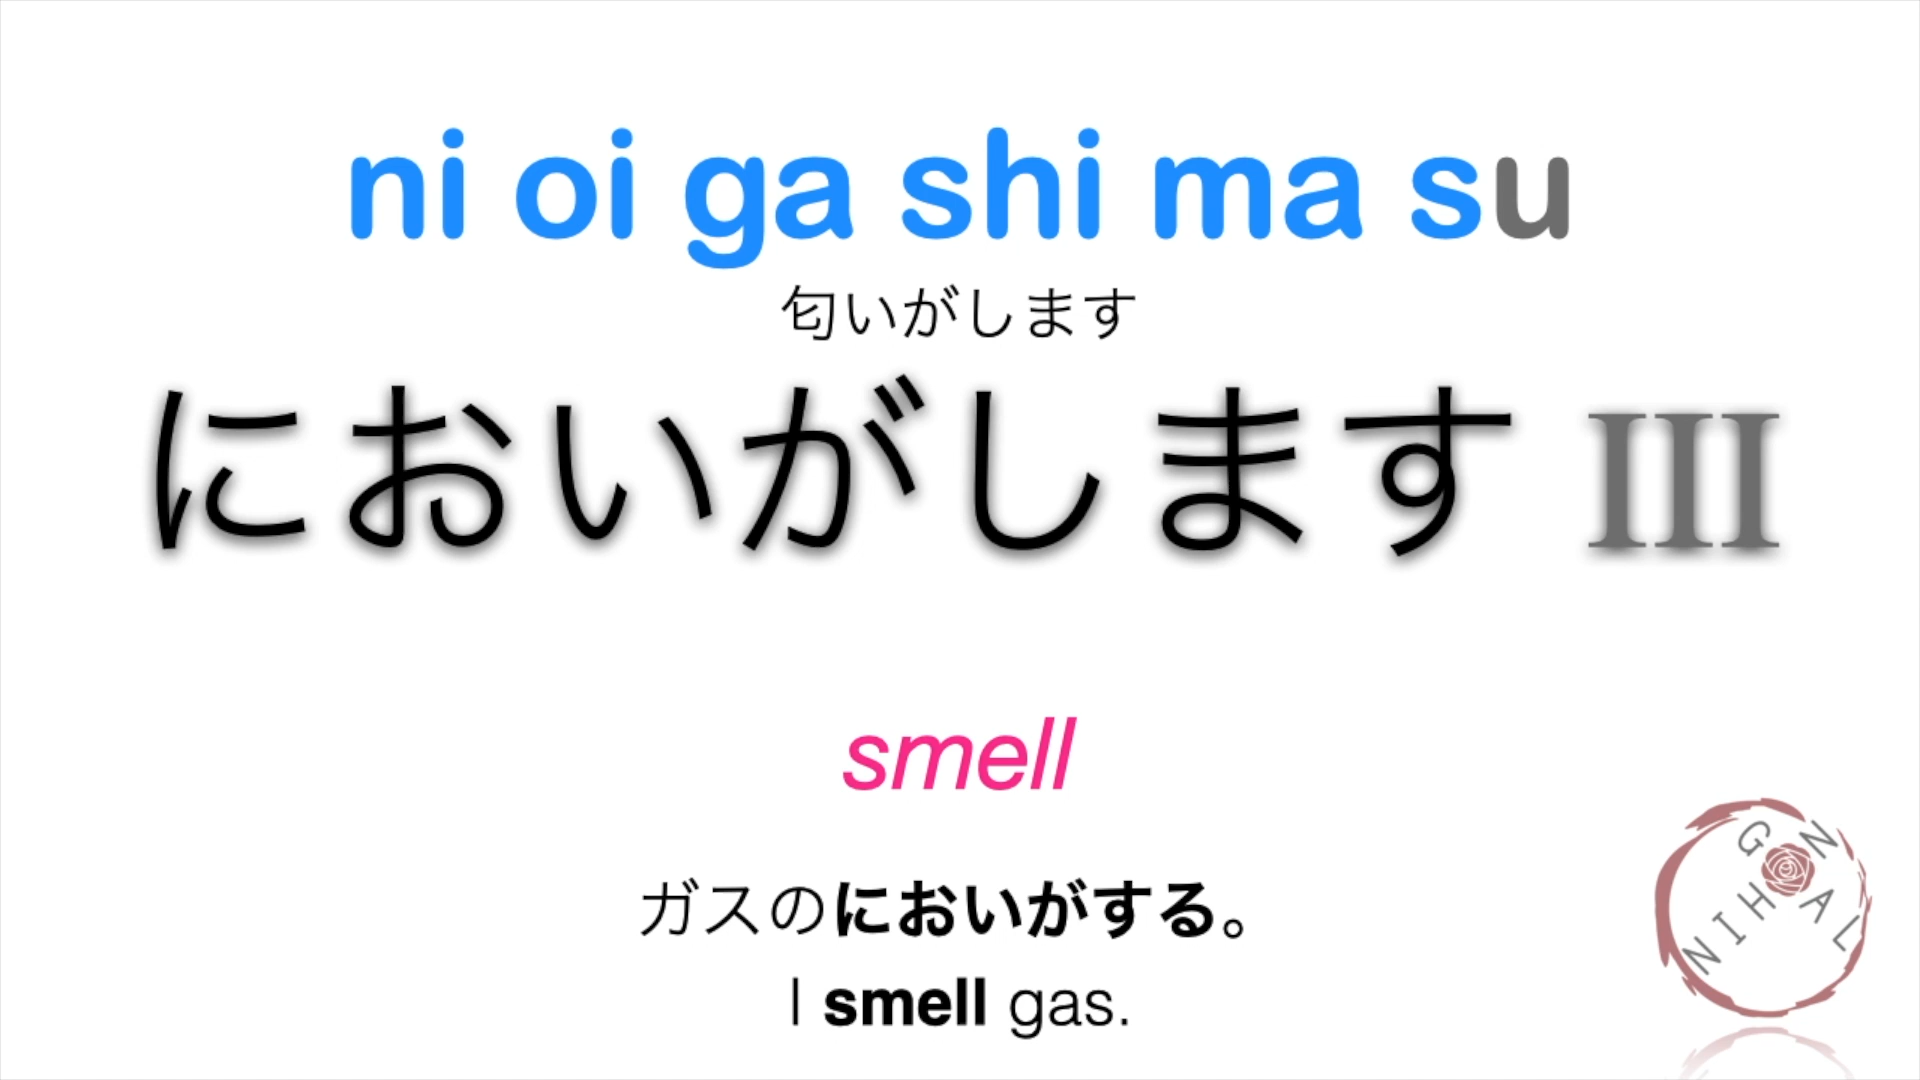 ni oi ga shi ma su
匂いがします
においがします III
smell
ガスのにおいがする。
I smell gas.
NIHON
GAL